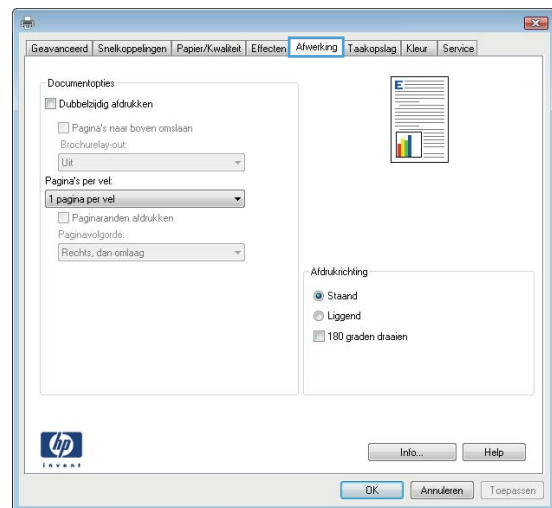 Geavanceerd Snelkoppelingen Papier/Kwaliteit Effecten Afwerking Taakopslag Kleur Service
Documentopties
Dubbelzijdig afdrukken
Pagina's naar boven omslaan
Brochurelay-out:
Uit
Pagina's per vel:
1 pagina per vel
Paginaranden afdrukken
Paginavolgorde:
Rechts, dan omlaag
E
Afdrukrichting
Staand
Liggend
180 graden draaien
hp
invent
Info... Help
OK Annuleren Toepassen